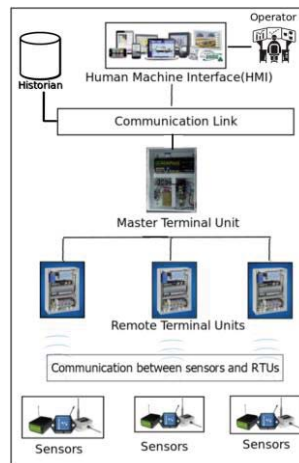 Operator
Human Machine Interface(HMI)
Historian
Communication Link
Master Terminal Unit
Remote Terminal Units
Communication between sensors and RTUs
Sensors
Sensors
Sensors